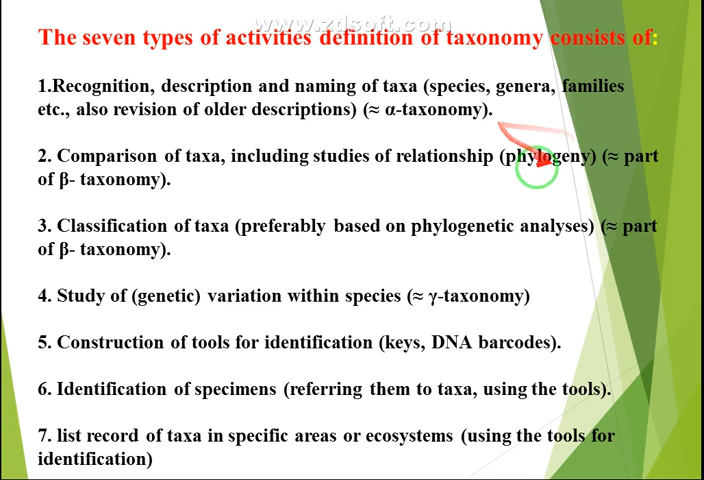 www.zdsoft.com
The seven types of activities definition of taxonomy consists of:
1.Recognition, description and naming of taxa (species, genera, families
etc., also revision of older descriptions) (≈ α-taxonomy).
2. Comparison of taxa, including studies of relationship (phylogeny) (≈ part
of β- taxonomy).
3. Classification of taxa (preferably based on phylogenetic analyses) (≈ part
of β- taxonomy).
4. Study of (genetic) variation within species (≈ γ-taxonomy)
5. Construction of tools for identification (keys, DNA barcodes).
6. Identification of specimens (referring them to taxa, using the tools).
7. list record of taxa in specific areas or ecosystems (using the tools for
identification)